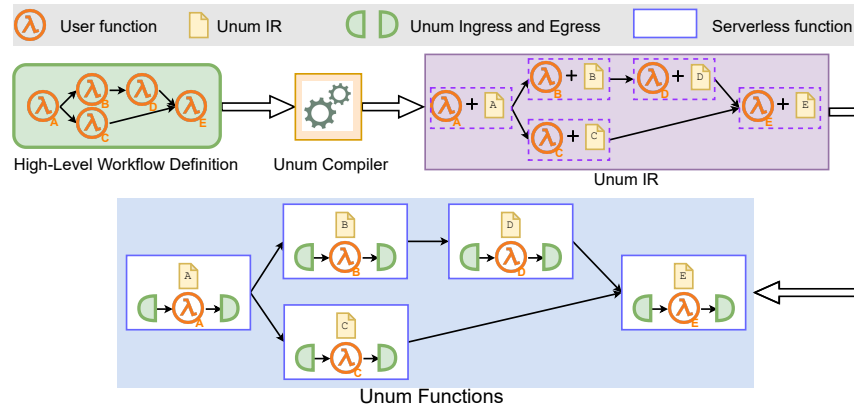 User function
Unum IR
Unum Ingress and Egress
Serverless function
A
B
C
D
E
High-Level Workflow Definition
Unum Compiler
A
A
B
B
D
D
C
C
E
E
Unum IR
A
A
B
B
D
D
C
C
E
E
Unum Functions